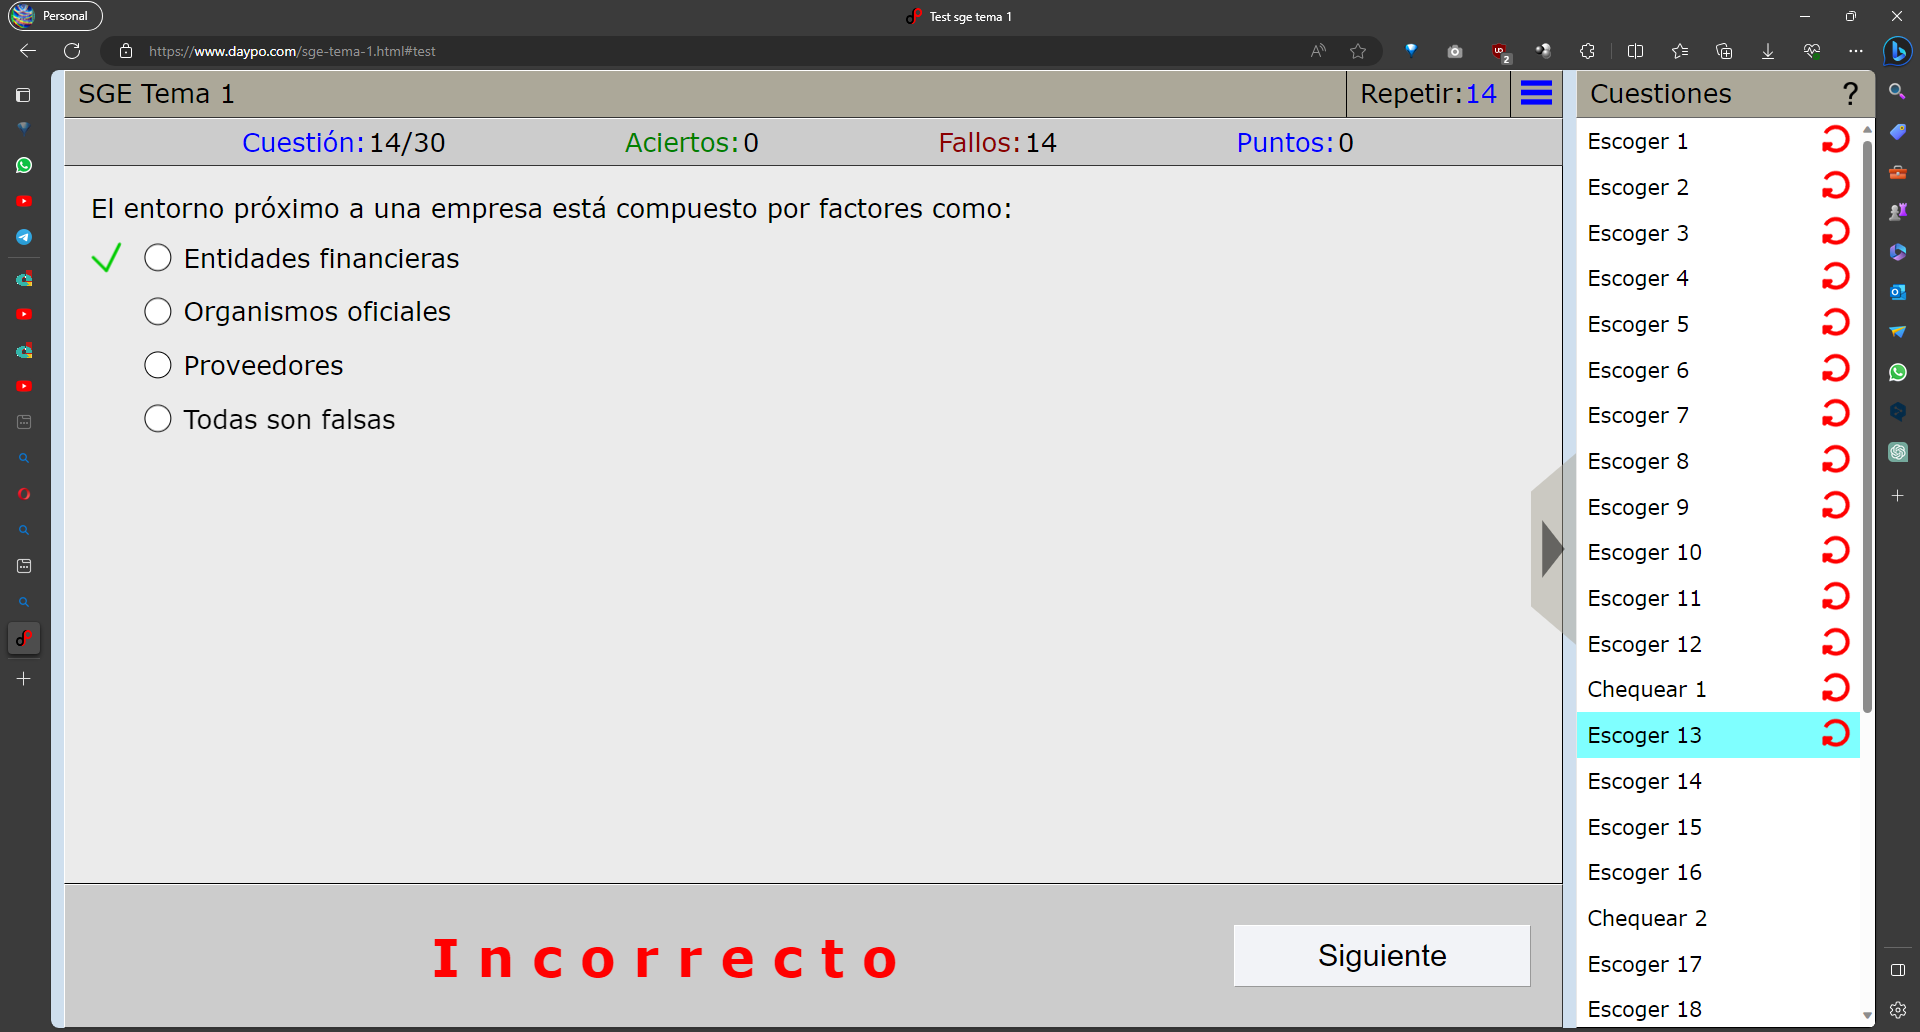 Personal
Test sge tema 1
https://www.daypo.com/sge-tema-1.html#test
2
SGE Tema 1
Repetir:14
Cuestiones
?
Cuestión:14/30
Aciertos:0
Fallos:14
Puntos:0
El entorno próximo a una empresa está compuesto por factores como:
Entidades financieras
Organismos oficiales
Proveedores
Todas son falsas
Incorrecto
Siguiente
Escoger 1
Escoger 2
Escoger 3
Escoger 4
Escoger 5
Escoger 6
Escoger 7
Escoger 8
Escoger 9
Escoger 10
Escoger 11
Escoger 12
Chequear 1
Escoger 13
Escoger 14
Escoger 15
Escoger 16
Chequear 2
Escoger 17
Escoger 18